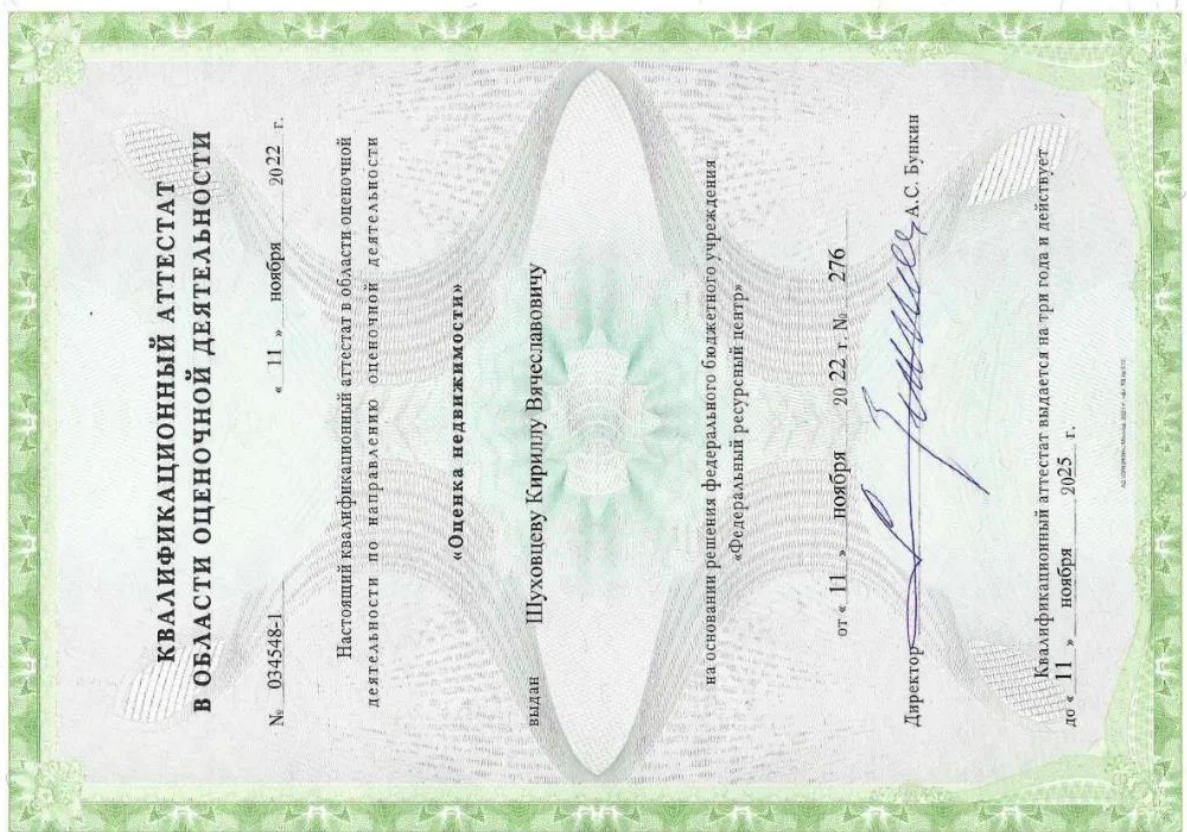 КВАЛИФИКАЦИОННЫЙ АТТЕСТАТ
В ОБЛАСТИ ОЦЕНОЧНОЙ ДЕЯТЕЛЬНОСТИ
№ 034548-1 « 11 » ноября 2022 г.
Настоящий квалификационный аттестат в области оценочной
деятельности по направлению оценочной деятельности
«Оценка недвижимости»
выдан Шуховцеву Кириллу Вячеславовичу
на основании решения федерального бюджетного учреждения
«Федеральный ресурсный центр»
от « 11 » ноября 20 22 г. № 276
Директор А.С. Бункин
Квалификационный аттестат выдается на три года и действует
до « 11 » ноября 2025 г.